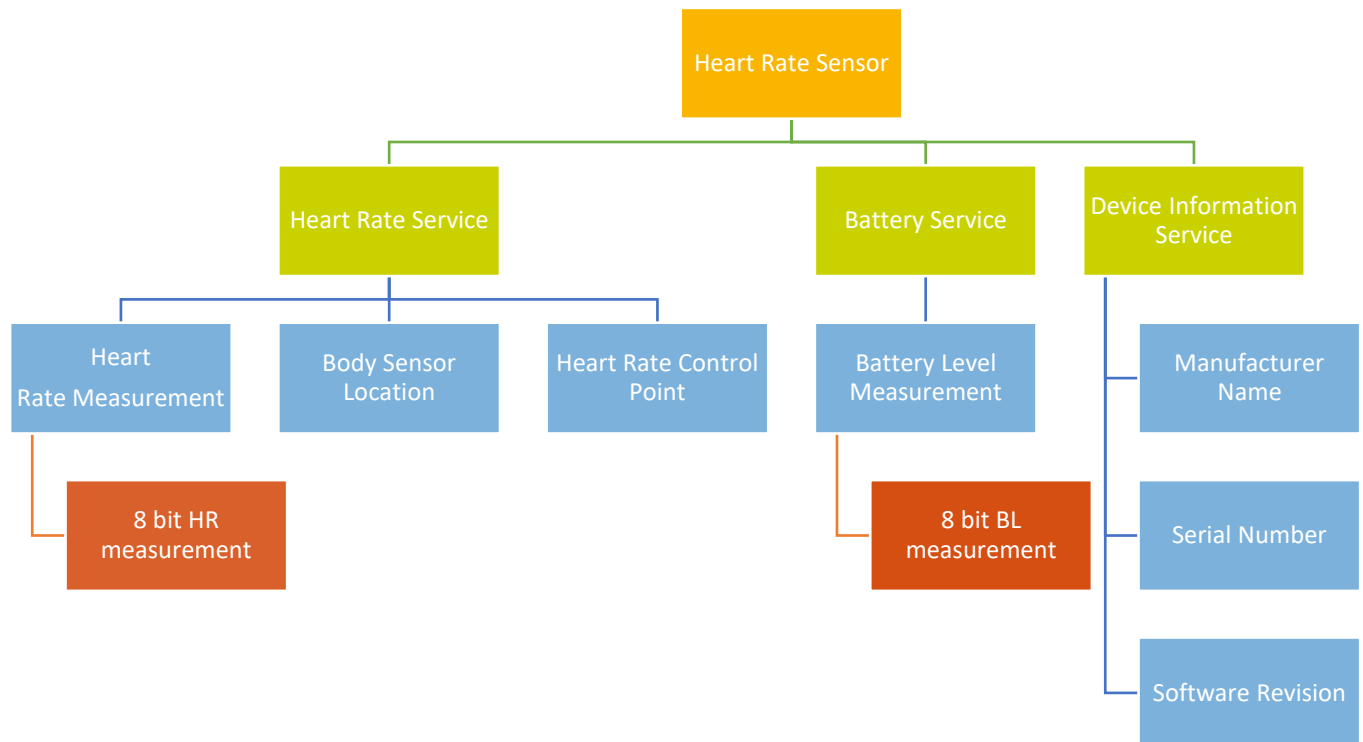 Heart Rate Sensor
Heart Rate Service
Battery Service
Device Information
Service
Heart
Rate Measurement
Body Sensor
Location
Heart Rate Control
Point
Battery Level
Measurement
Manufacturer
Name
8 bit HR
measurement
8 bit BL
measurement
Serial Number
Software Revision